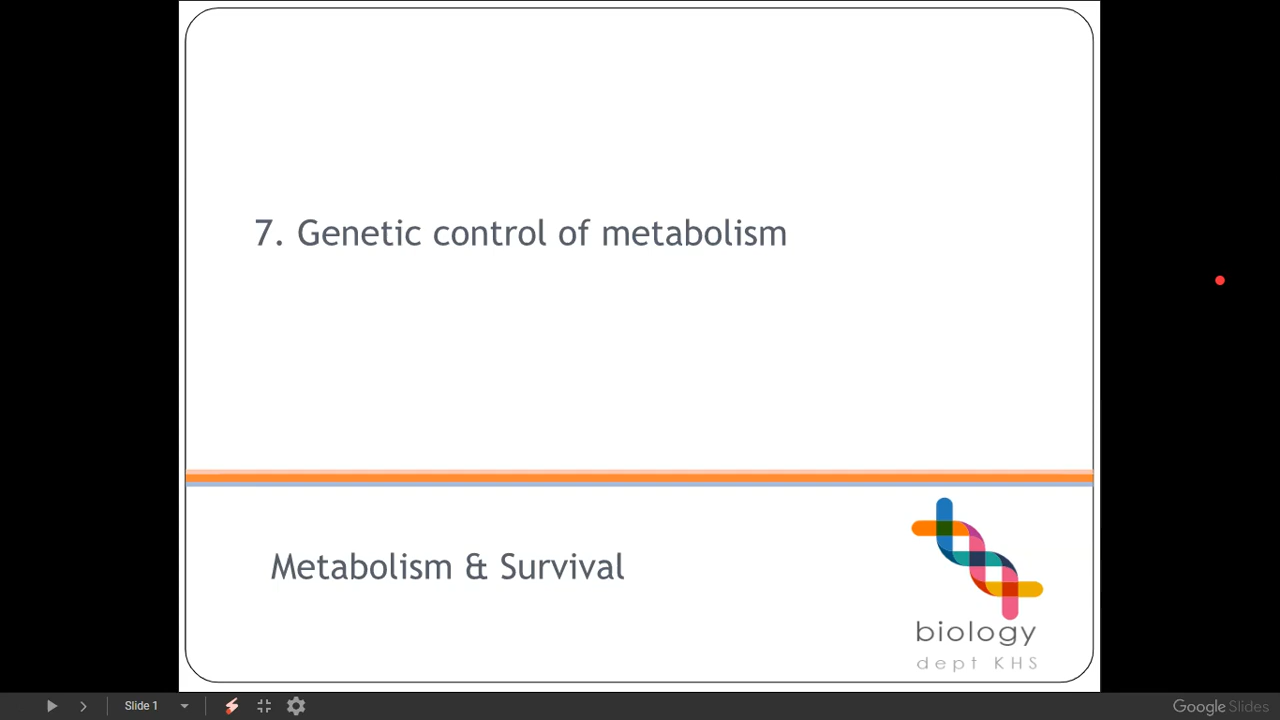 7. Genetic control of metabolism
Metabolism & Survival
biology
dept KHS
Slide 1
Google Slides